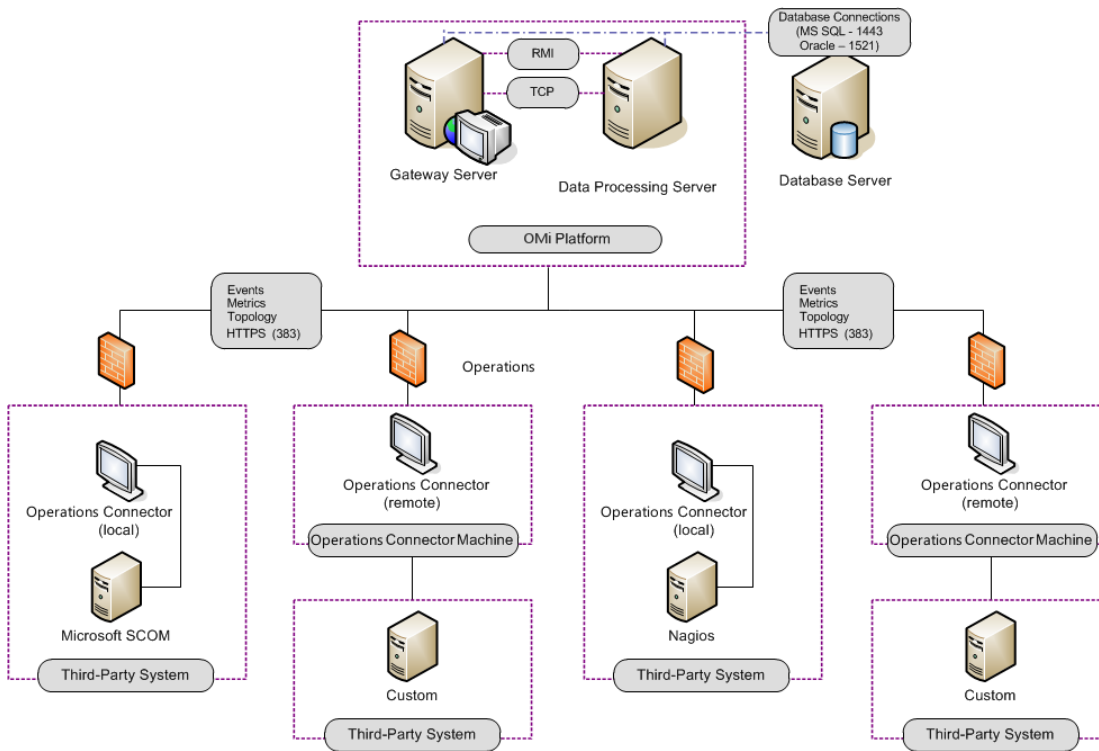 Database Connections
(MS SQL - 1443
Oracle – 1521)
RMI
TCP
Gateway Server
Data Processing Server
Database Server
OMi Platform
Events
Metrics
Topology
HTTPS (383)
Events
Metrics
Topology
HTTPS (383)
Operations
Operations Connector
(local)
Operations Connector
(remote)
Operations Connector
(local)
Operations Connector
(remote)
Operations Connector Machine
Operations Connector Machine
Microsoft SCOM
Nagios
Third-Party System
Third-Party System
Custom
Custom
Third-Party System
Third-Party System